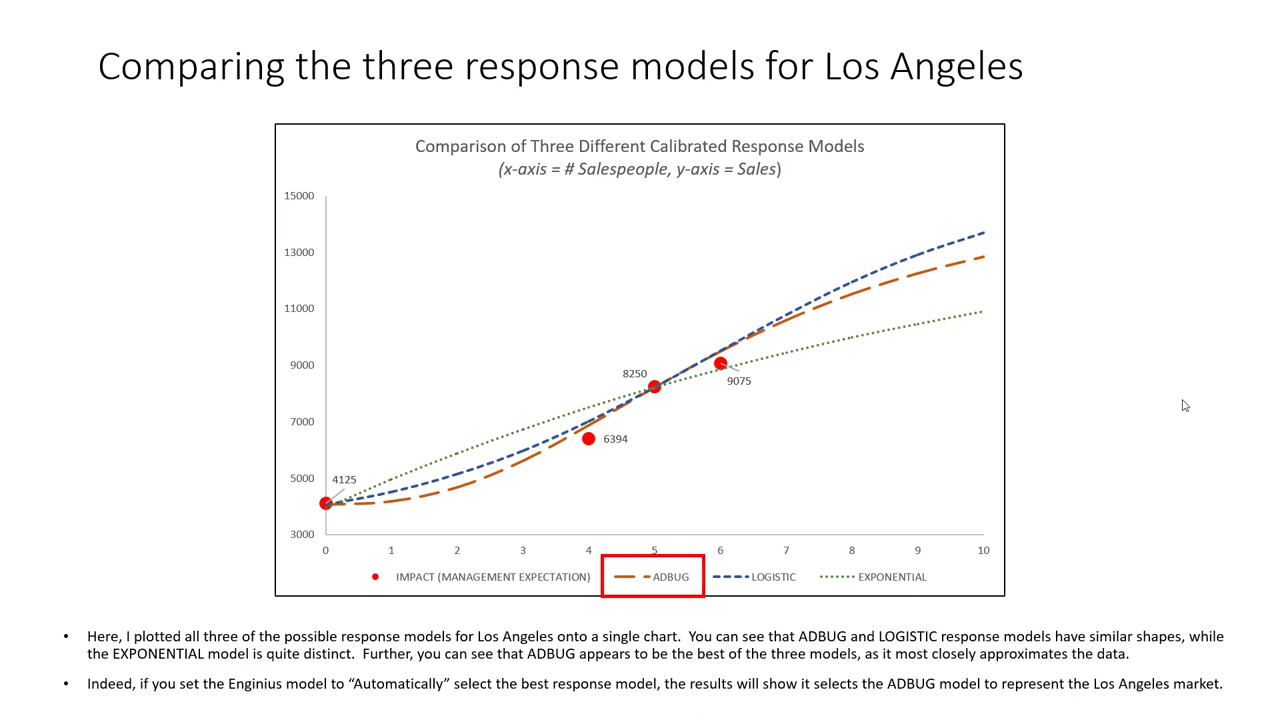 Comparing the three response models for Los Angeles
Comparison of Three Different Calibrated Response Models
(x-axis = # Salespeople, y-axis = Sales)
15000
13000
11000
9000
7000
5000
3000
4125
6394
8250
9075
0 1 2 3 4 5 6 7 8 9 10
IMPACT (MANAGEMENT EXPECTATION) ADBUG LOGISTIC EXPONENTIAL
• Here, I plotted all three of the possible response models for Los Angeles onto a single chart. You can see that ADBUG and LOGISTIC response models have similar shapes, while
the EXPONENTIAL model is quite distinct. Further, you can see that ADBUG appears to be the best of the three models, as it most closely approximates the data.
• Indeed, if you set the Enginius model to “Automatically” select the best response model, the results will show it selects the ADBUG model to represent the Los Angeles market.